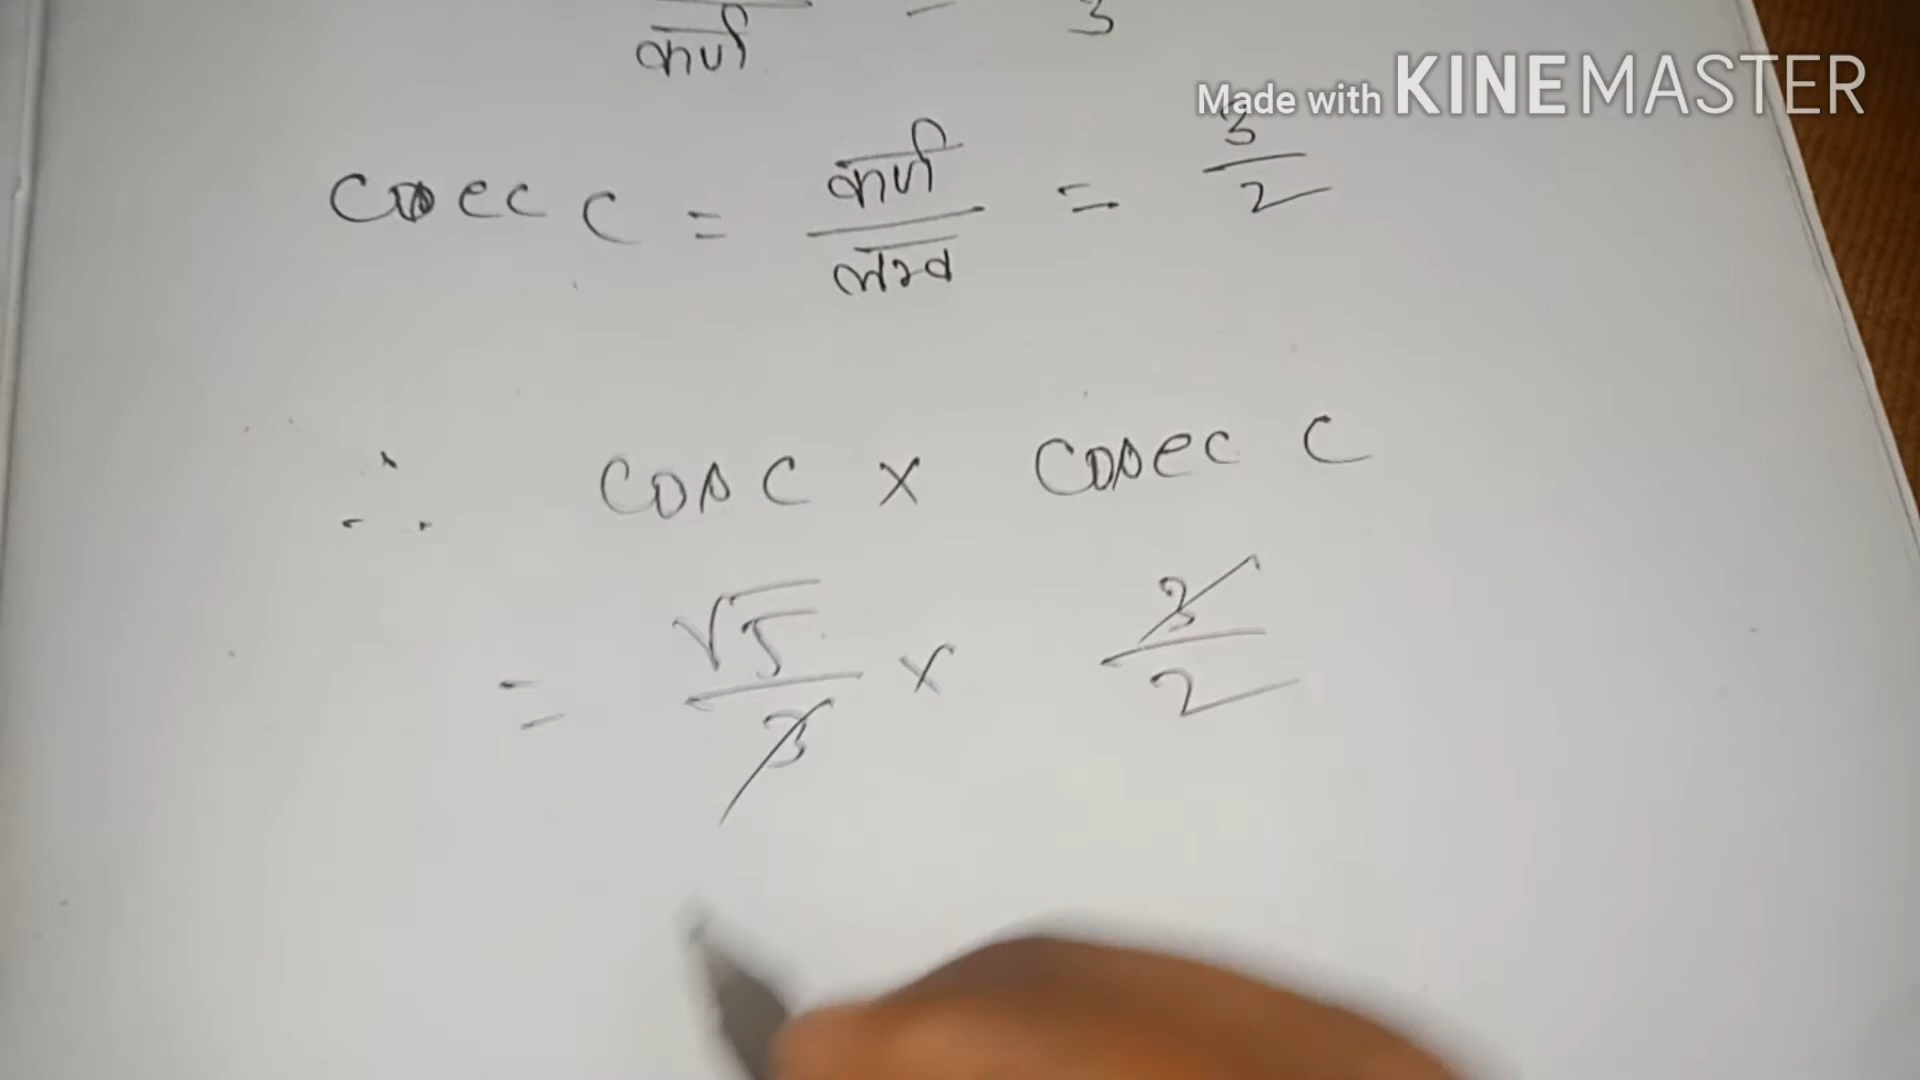 कर्ण = 3
Made with KINEMASTER
cosec C = कर्ण / लम्ब = 3/2
∴ cos C × cosec C
= √5/3 × 3/2